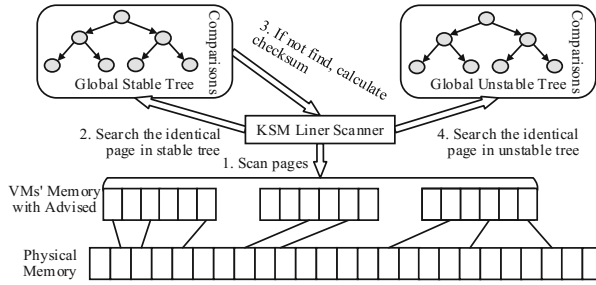 Comparisons
Global Stable Tree
3. If not find, calculate
checksum
Comparisons
Global Unstable Tree
KSM Liner Scanner
2. Search the identical
page in stable tree
4. Search the identical
page in unstable tree
1. Scan pages
VMs' Memory
with Advised
Physical
Memory